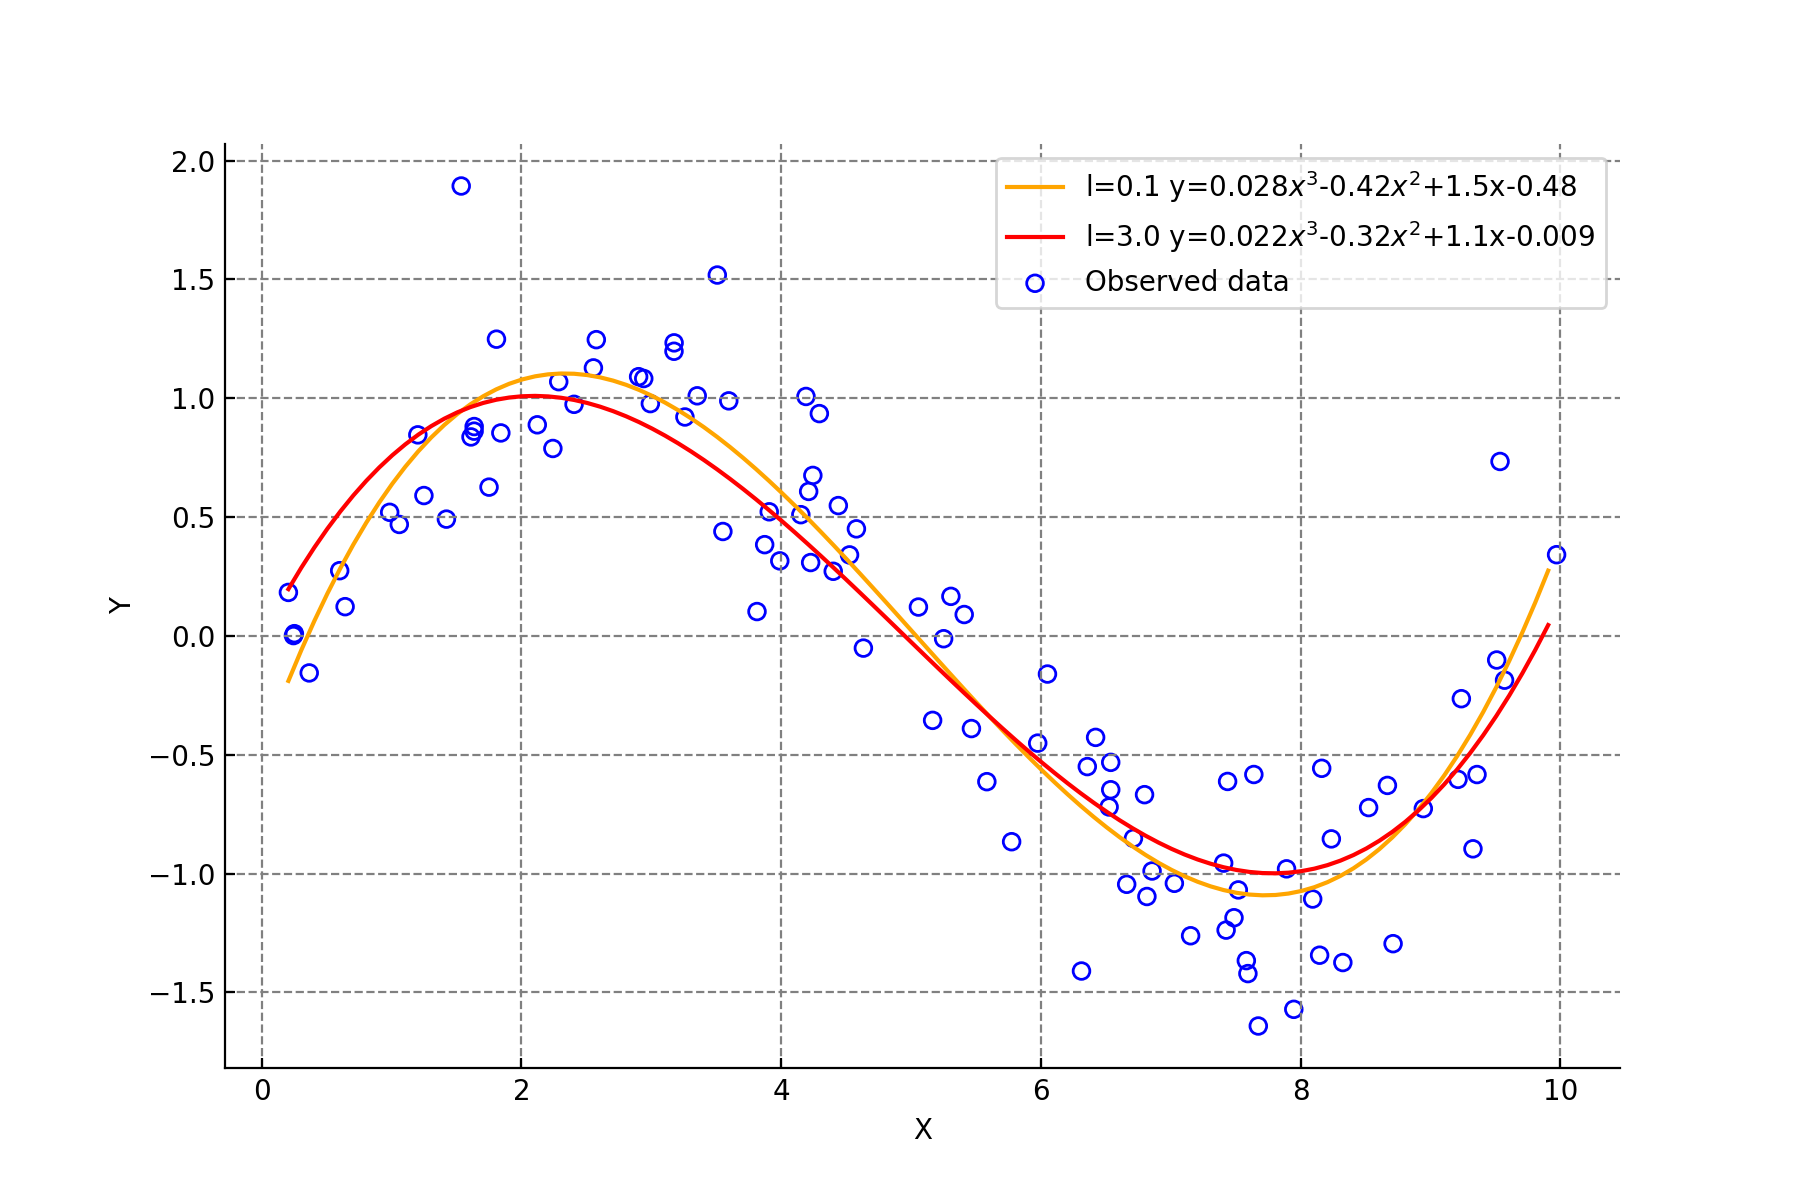 2.0
1.5
1.0
0.5
0.0
−0.5
−1.0
−1.5
Y
0 2 4 6 8 10
X
l=0.1 y=0.028x³-0.42x²+1.5x-0.48
l=3.0 y=0.022x³-0.32x²+1.1x-0.009
Observed data